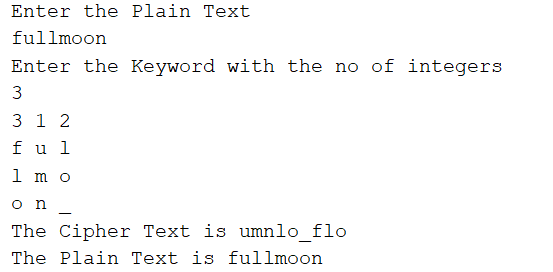 Enter the Plain Text
fullmoon
Enter the Keyword with the no of integers
3
3 1 2
f u l
l m o
o n _
The Cipher Text is umnlo_flo
The Plain Text is fullmoon